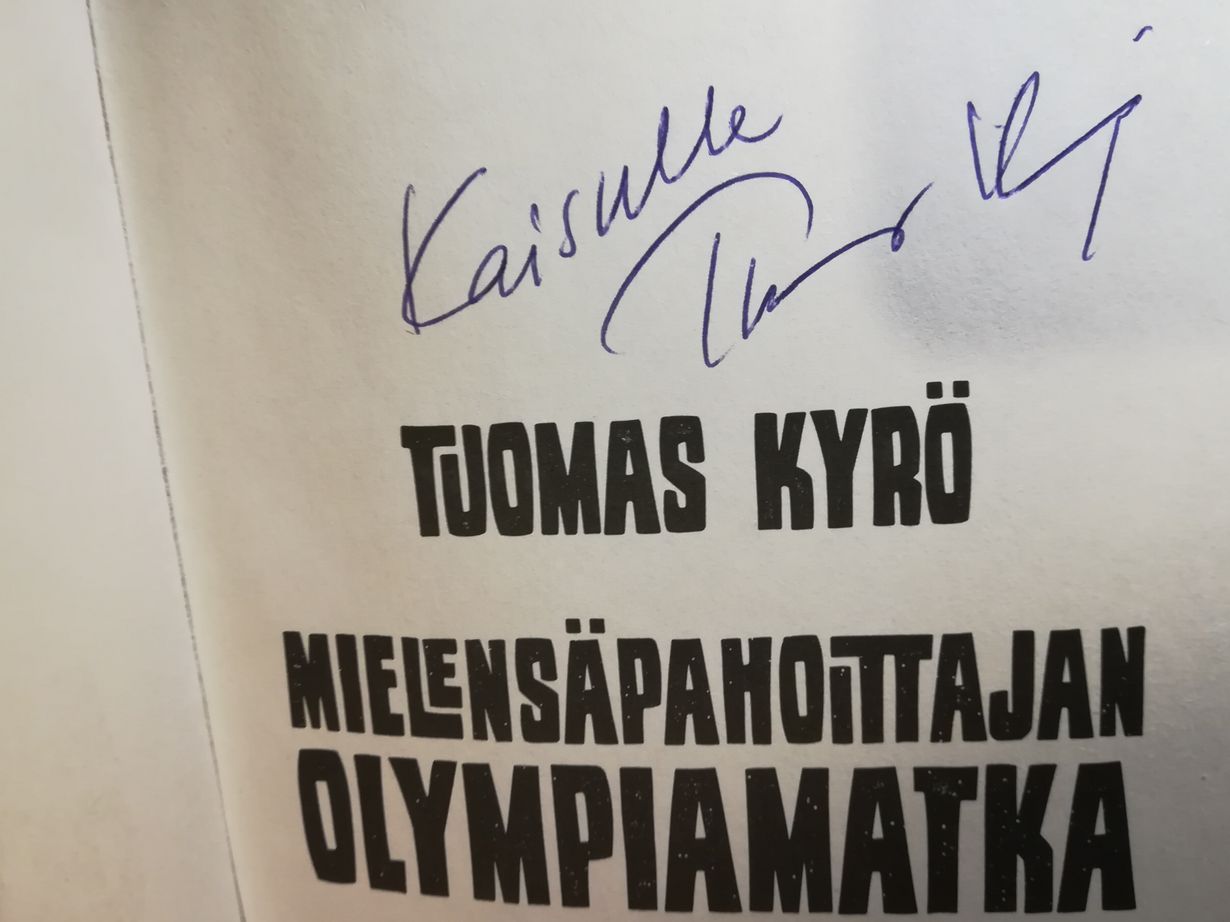 Kaisulle
TUOMAS KYRÖ
MIELENSÄPAHOITTAJAN
OLYMPIAMATKA